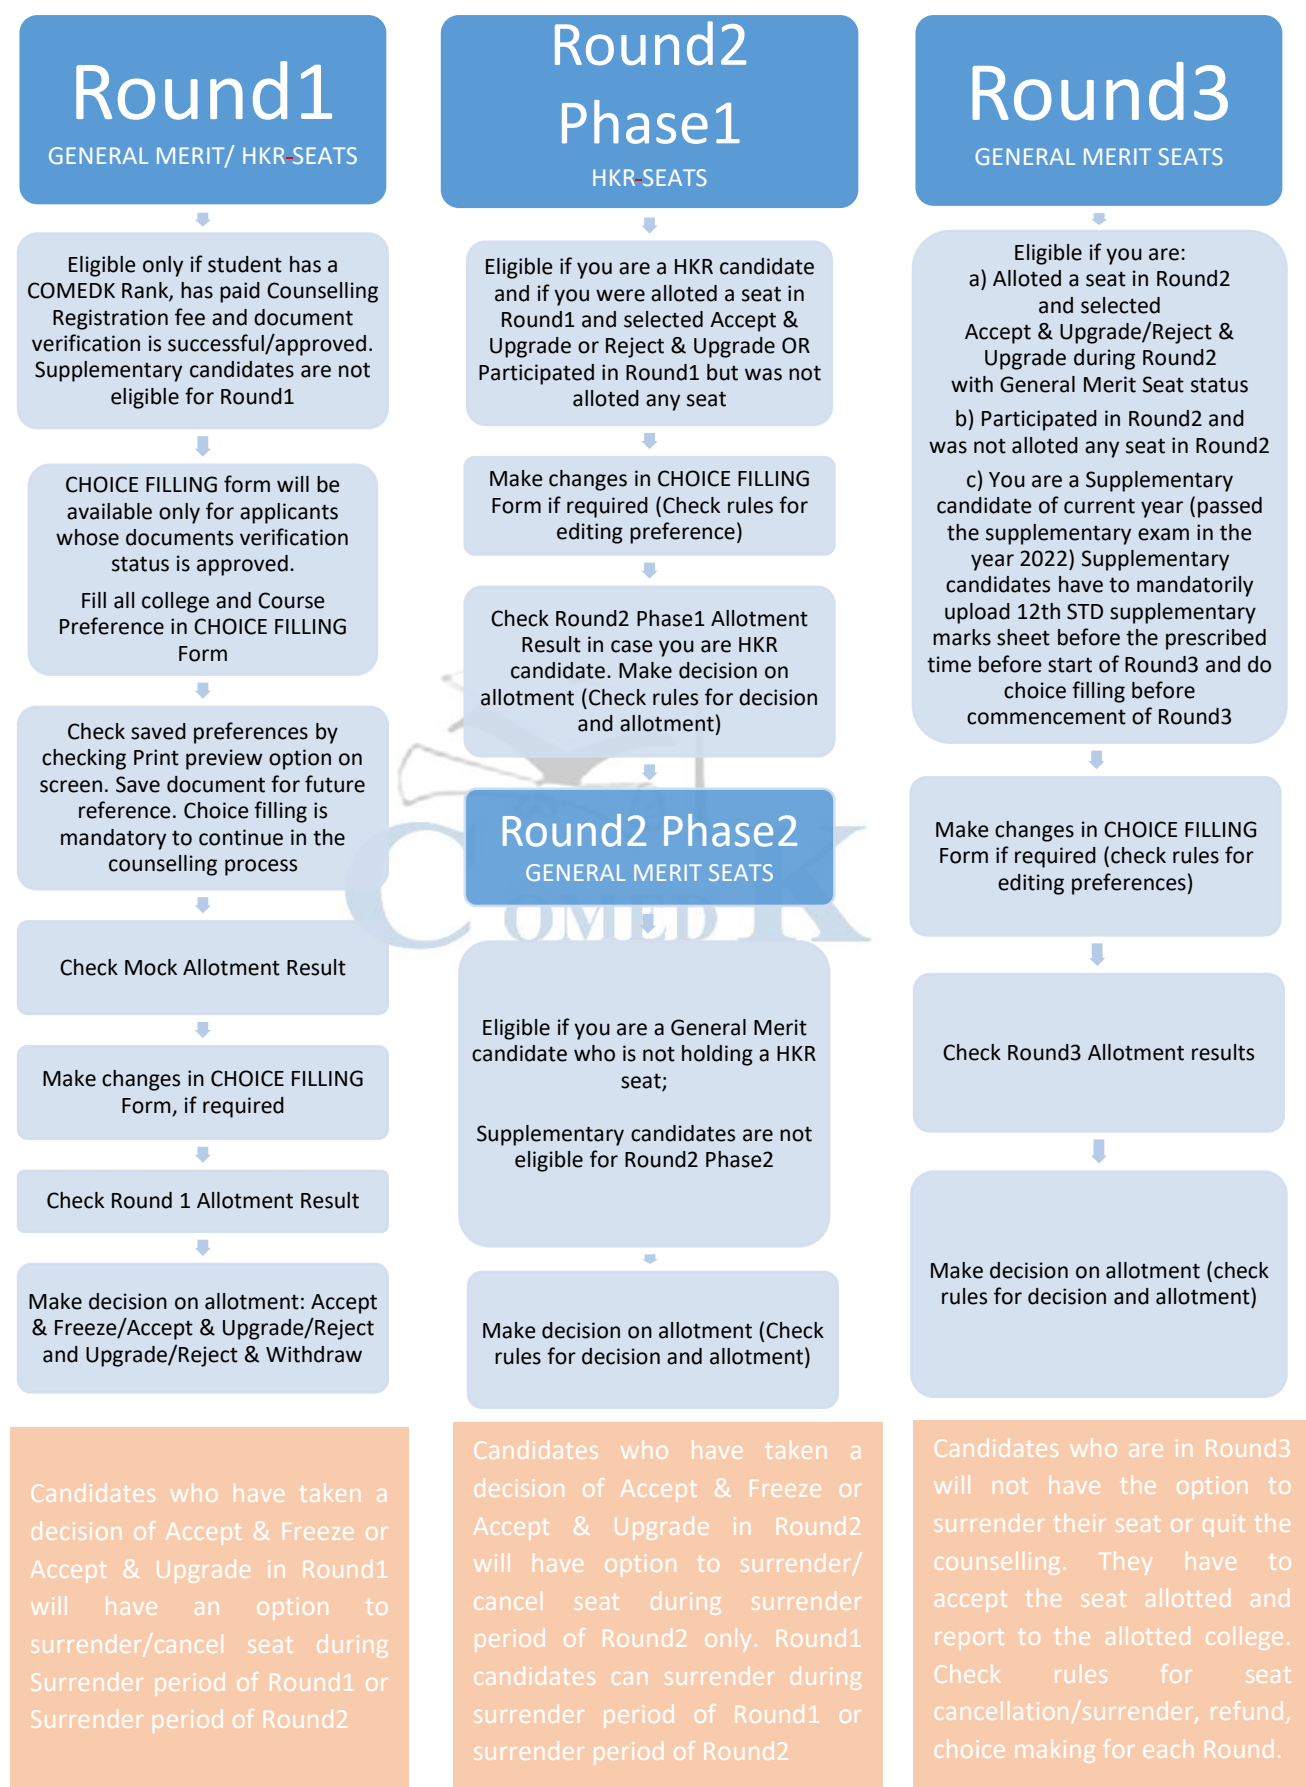 Round1
GENERAL MERIT/ HKR-SEATS
Eligible only if student has a
COMEDK Rank, has paid Counselling
Registration fee and document
verification is successful/approved.
Supplementary candidates are not
eligible for Round1
CHOICE FILLING form will be
available only for applicants
whose documents verification
status is approved.
Fill all college and Course
Preference in CHOICE FILLING
Form
Check saved preferences by
checking Print preview option on
screen. Save document for future
reference. Choice filling is
mandatory to continue in the
counselling process
Check Mock Allotment Result
Make changes in CHOICE FILLING
Form, if required
Check Round 1 Allotment Result
Make decision on allotment: Accept
& Freeze/Accept & Upgrade/Reject
and Upgrade/Reject & Withdraw
Candidates who have taken a
decision of Accept & Freeze or
Accept & Upgrade in Round1
will have an option to
surrender/cancel seat during
Surrender period of Round1 or
Surrender period of Round2
Round2
Phase1
HKR-SEATS
Eligible if you are a HKR candidate
and if you were alloted a seat in
Round1 and selected Accept &
Upgrade or Reject & Upgrade OR
Participated in Round1 but was not
alloted any seat
Make changes in CHOICE FILLING
Form if required (Check rules for
editing preference)
Check Round2 Phase1 Allotment
Result in case you are HKR
candidate. Make decision on
allotment (Check rules for decision
and allotment)
Round2 Phase2
GENERAL MERIT SEATS
COMEDK
Eligible if you are a General Merit
candidate who is not holding a HKR
seat;
Supplementary candidates are not
eligible for Round2 Phase2
Make decision on allotment (Check
rules for decision and allotment)
Candidates who have taken a
decision of Accept & Freeze or
Accept & Upgrade in Round2
will have option to surrender/
cancel seat during surrender
period of Round2 only. Round1
candidates can surrender during
surrender period of Round1 or
surrender period of Round2
Round3
GENERAL MERIT SEATS
Eligible if you are:
a) Alloted a seat in Round2
and selected
Accept & Upgrade/Reject &
Upgrade during Round2
with General Merit Seat status
b) Participated in Round2 and
was not alloted any seat in Round2
c) You are a Supplementary
candidate of current year (passed
the supplementary exam in the
year 2022) Supplementary
candidates have to mandatorily
upload 12th STD supplementary
marks sheet before the prescribed
time before start of Round3 and do
choice filling before
commencement of Round3
Make changes in CHOICE FILLING
Form if required (check rules for
editing preferences)
Check Round3 Allotment results
Make decision on allotment (check
rules for decision and allotment)
Candidates who are in Round3
will not have the option to
surrender their seat or quit the
counselling. They have to
accept the seat allotted and
report to the allotted college.
Check rules for seat
cancellation/surrender, refund,
choice making for each Round.